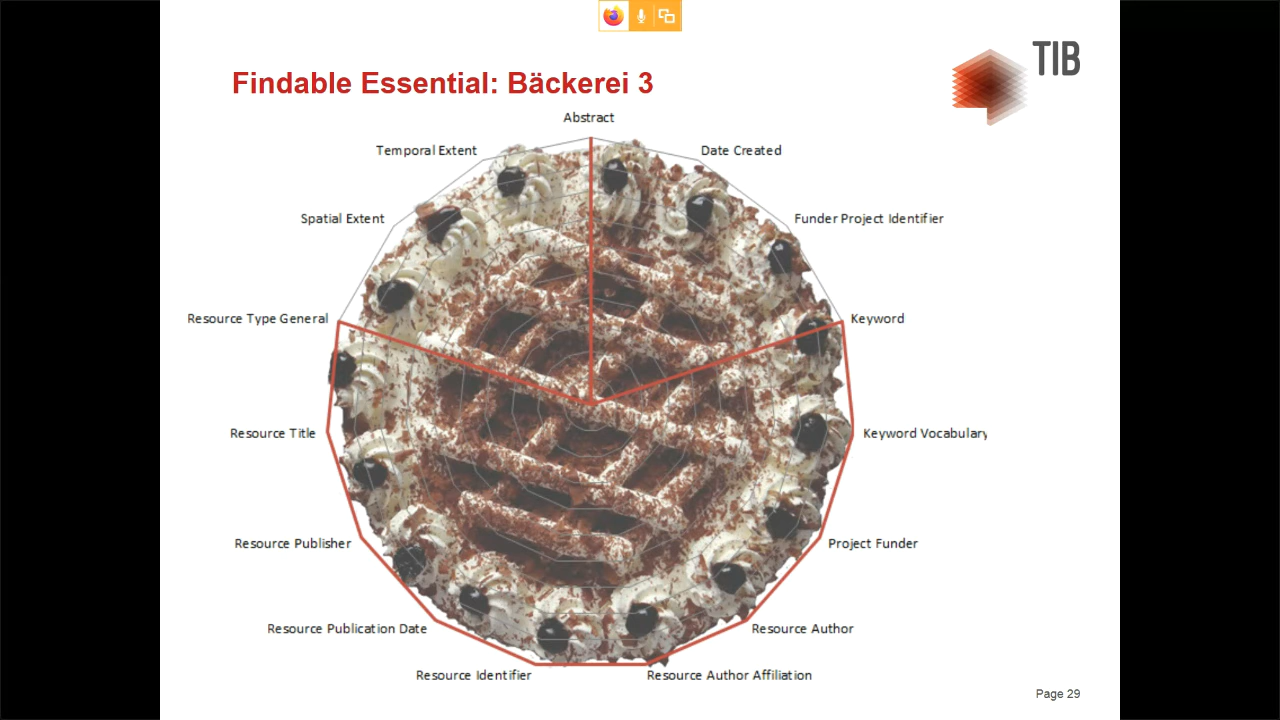 TIB
Findable Essential: Bäckerei 3
Abstract
Temporal Extent
Date Created
Spatial Extent
Funder Project Identifier
Resource Type General
Keyword
Resource Title
Keyword Vocabulary
Resource Publisher
Project Funder
Resource Publication Date
Resource Author
Resource Identifier
Resource Author Affiliation
Page 29